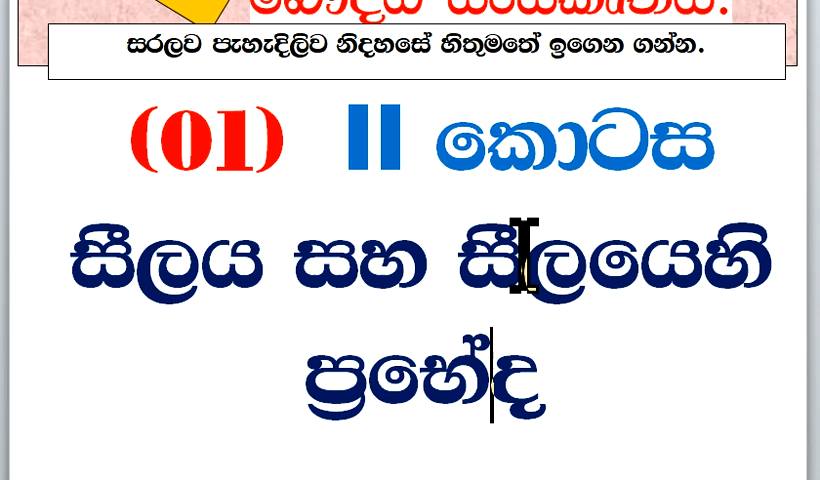 සරලව පැහැදිලිව නිදහසේ හිතුමතේ ඉගෙන ගන්න.
(01) II කොටස
සීලය සහ සීලයෙහි
ප්‍රභේද